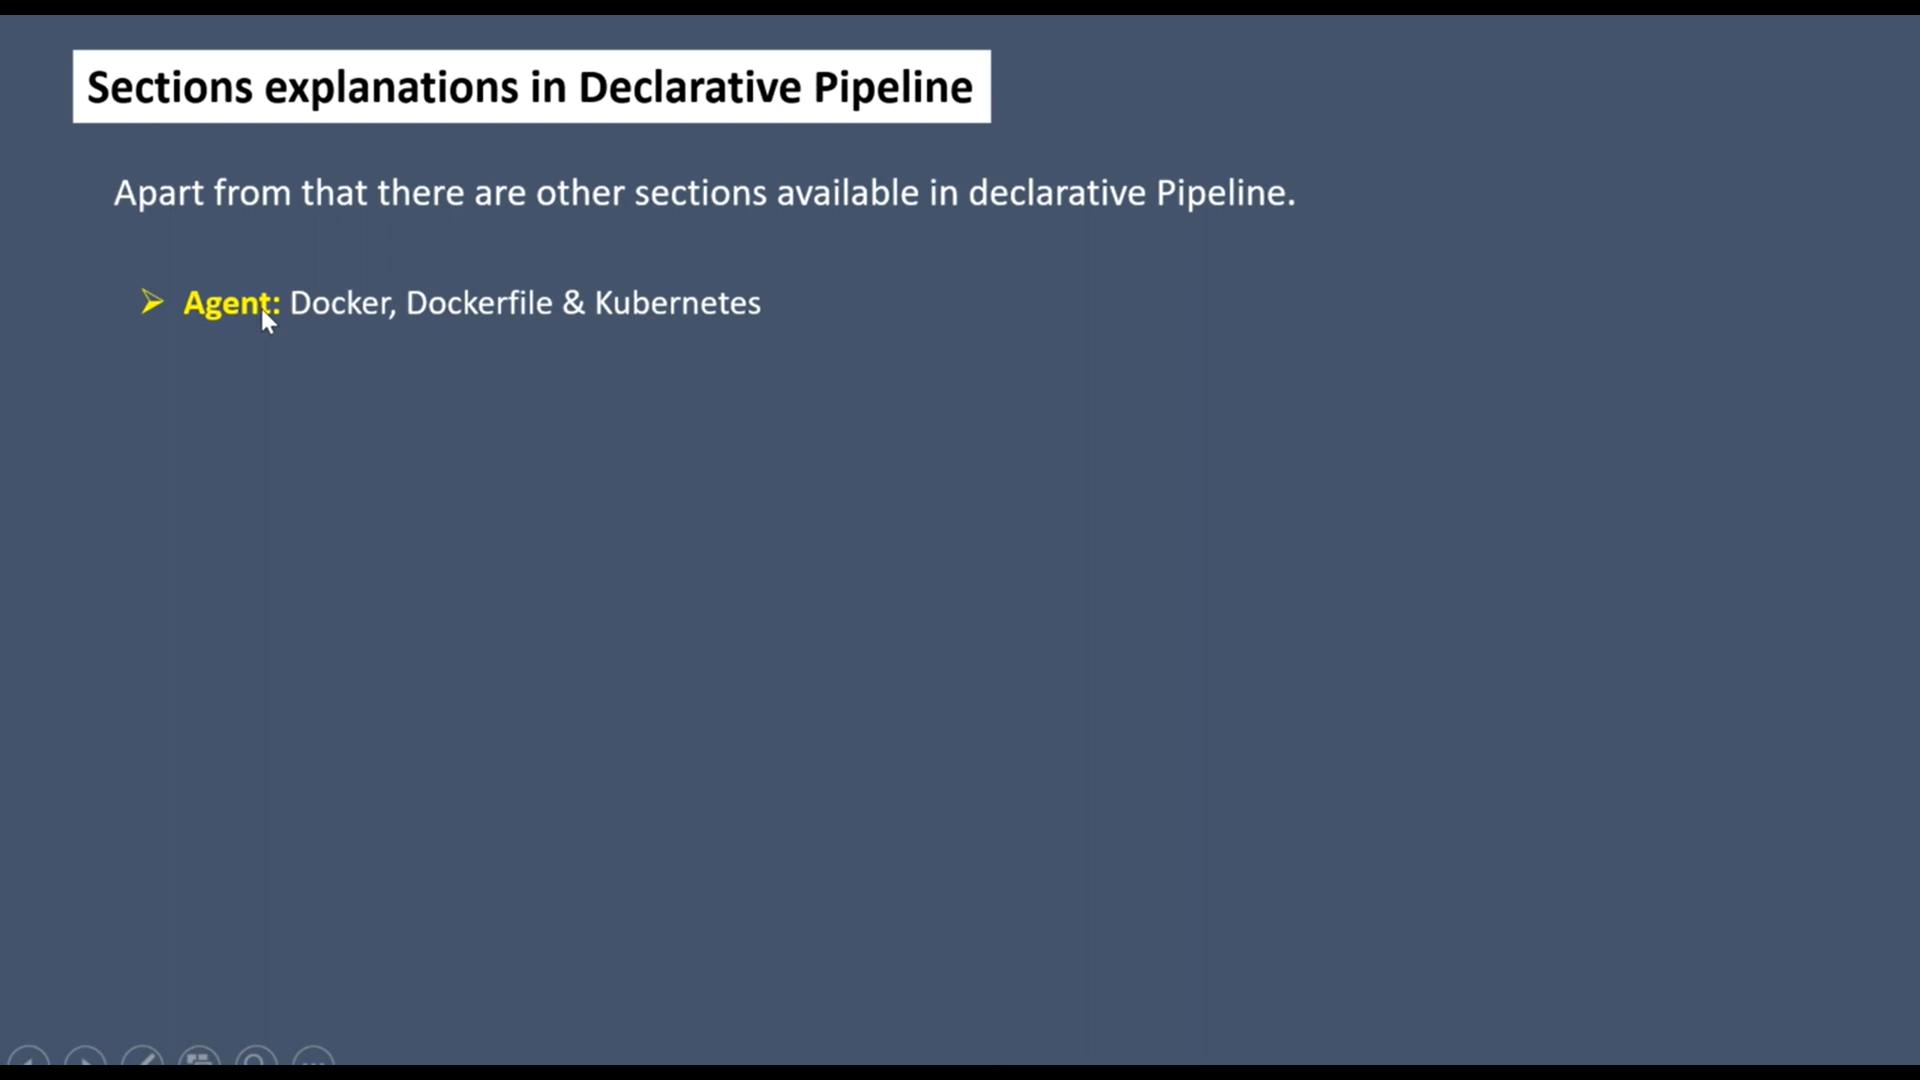 Sections explanations in Declarative Pipeline
Apart from that there are other sections available in declarative Pipeline.
Agent: Docker, Dockerfile & Kubernetes